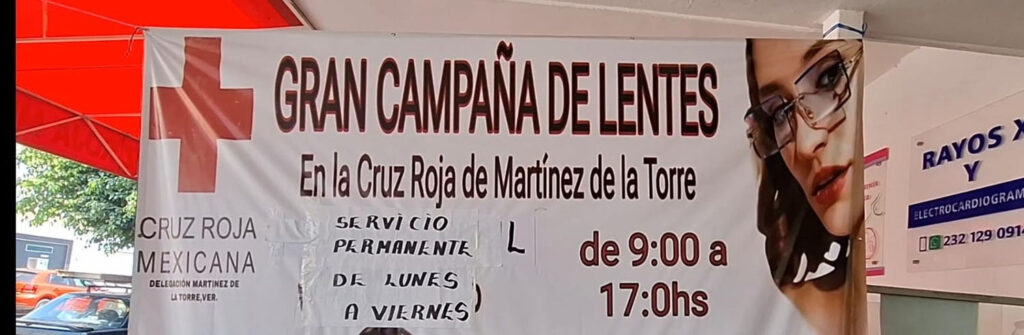 GRAN CAMPAÑA DE LENTES
En la Cruz Roja de Martínez de la Torre
CRUZ ROJA
MEXICANA
DELEGACIÓN MARTINEZ DE
LA TORRE,VER.
SERVICIO
PERMANENTE
DE LUNES
A VIERNES
L
de 9:00 a
17:0hs
RAYOS X
Y
ELECTROCARDIOGRAM
232 129 0914